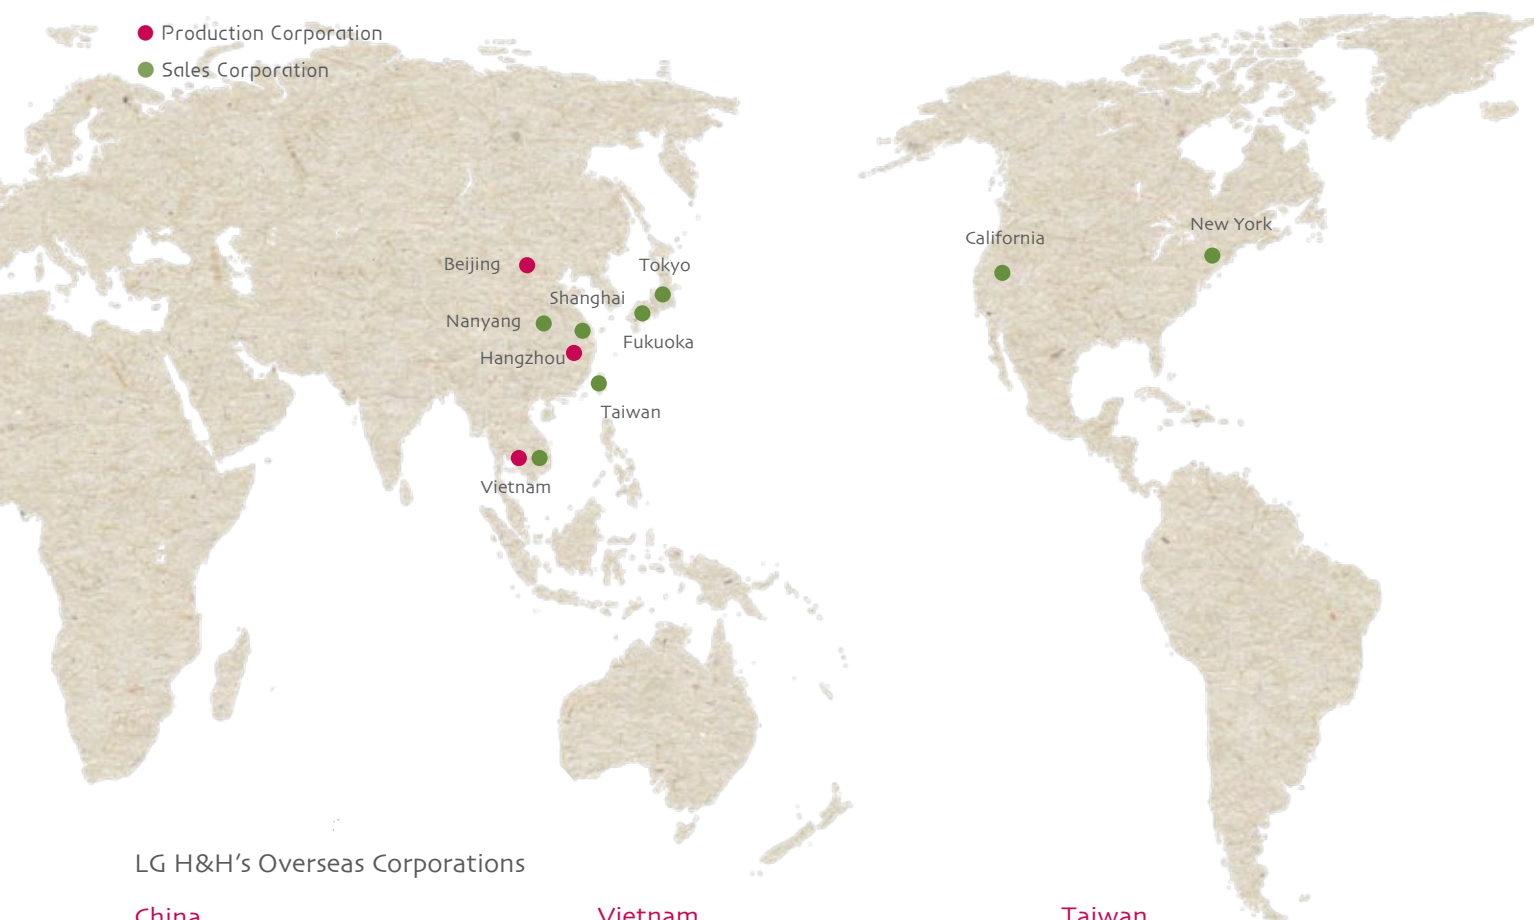 Production Corporation
Sales Corporation
New York
California
Beijing
Tokyo
Shanghai
Nanyang
Fukuoka
Hangzhou
Taiwan
Vietnam
LG H&H’s Overseas Corporations
China
Vietnam
Taiwan